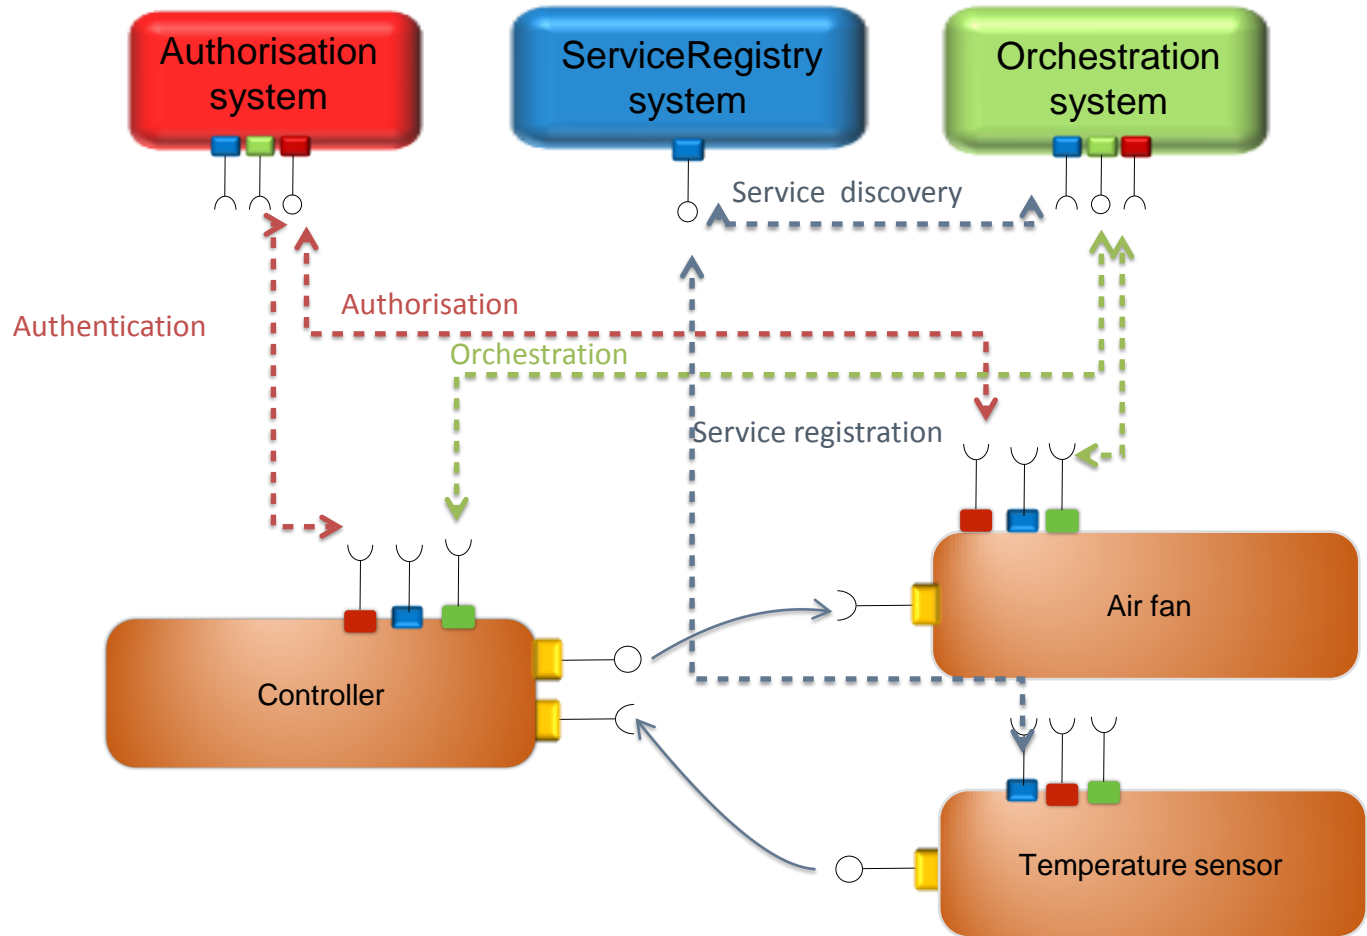 Authorisation
system
ServiceRegistry
system
Orchestration
system
Service  discovery
Authentication
Authorisation
Orchestration
Service registration
Air fan
Controller
Temperature sensor